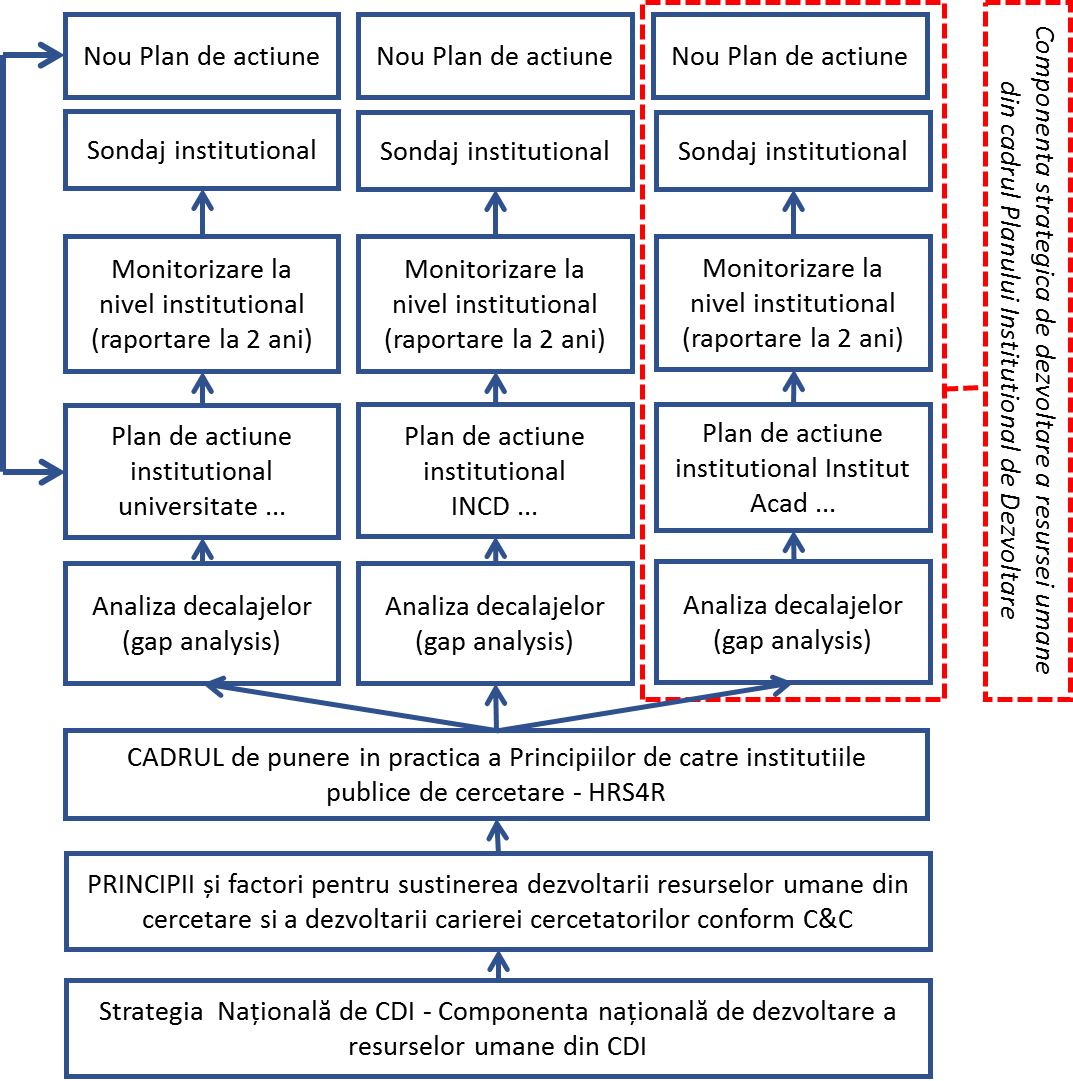 Nou Plan de actiune
Nou Plan de actiune
Nou Plan de actiune
Sondaj institutional
Sondaj institutional
Sondaj institutional
Monitorizare la
nivel institutional
(raportare la 2 ani)
Monitorizare la
nivel institutional
(raportare la 2 ani)
Monitorizare la
nivel institutional
(raportare la 2 ani)
Plan de actiune
institutional
universitate ...
Plan de actiune
institutional
INCD ...
Plan de actiune
institutional Institut
Acad ...
Analiza decalajelor
(gap analysis)
Analiza decalajelor
(gap analysis)
Analiza decalajelor
(gap analysis)
CADRUL de punere in practica a Principiilor de catre institutiile
publice de cercetare - HRS4R
PRINCIPII și factori pentru sustinerea dezvoltarii resurselor umane din
cercetare si a dezvoltarii carierei cercetatorilor conform C&C
Strategia Națională de CDI - Componenta națională de dezvoltare a
resurselor umane din CDI
Componenta strategica de dezvoltare a resursei umane
din cadrul Planului Institutional de Dezvoltare